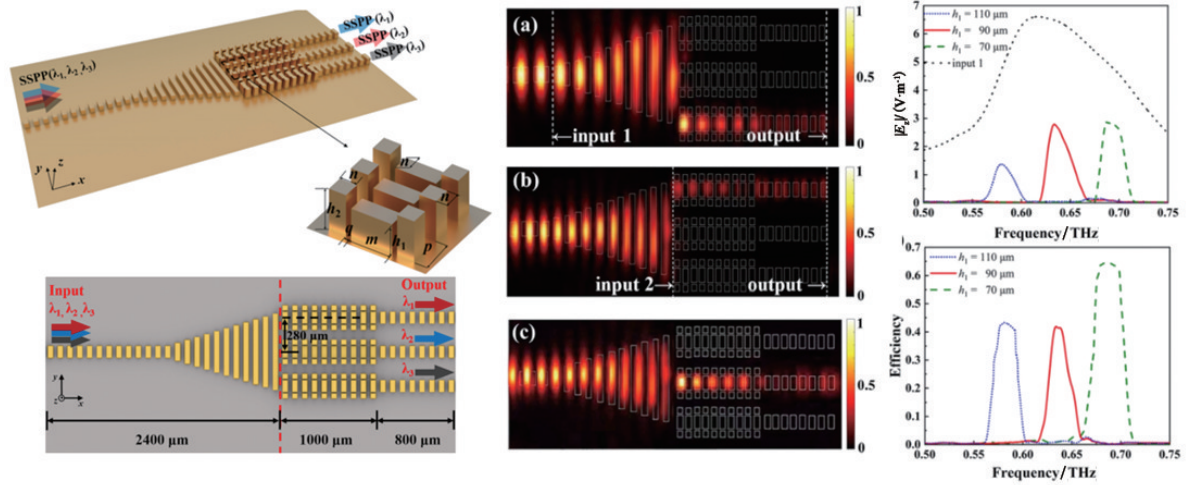 SSPP(λ₁, λ₂, λ₃)
SSPP (λ₁)
SSPP (λ₂)
SSPP (λ₃)
y
z
x
n
n
n
h₂
q
m
h₁
p
Input
λ₁, λ₂, λ₃
Output
λ₁
280 μm
λ₂
λ₃
y
z
x
2400 μm
1000 μm
800 μm
(a)
input 1
output
1
0.5
0
(b)
input 2
output
1
0.5
0
(c)
1
0.5
0
|E_z|/ (V·m⁻¹)
7
6
5
4
3
2
1
0
h₁ = 110 μm
h₁ = 90 μm
h₁ = 70 μm
input 1
0.50 0.55 0.60 0.65 0.70 0.75
Frequency/THz
Efficiency
0.7
0.6
0.5
0.4
0.3
0.2
0.1
0.0
h₁ = 110 μm
h₁ = 90 μm
h₁ = 70 μm
0.50 0.55 0.60 0.65 0.70 0.75
Frequency/THz